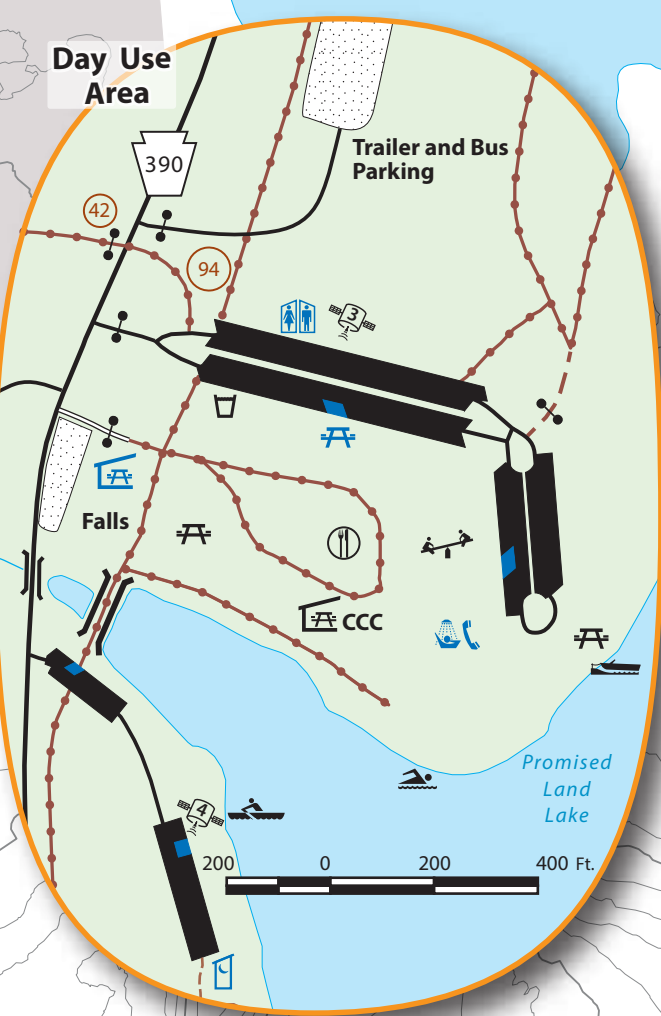 Day Use
Area
390
Trailer and Bus
Parking
42
94
3
Falls
CCC
Promised
Land
Lake
4
200 0 200 400 Ft.